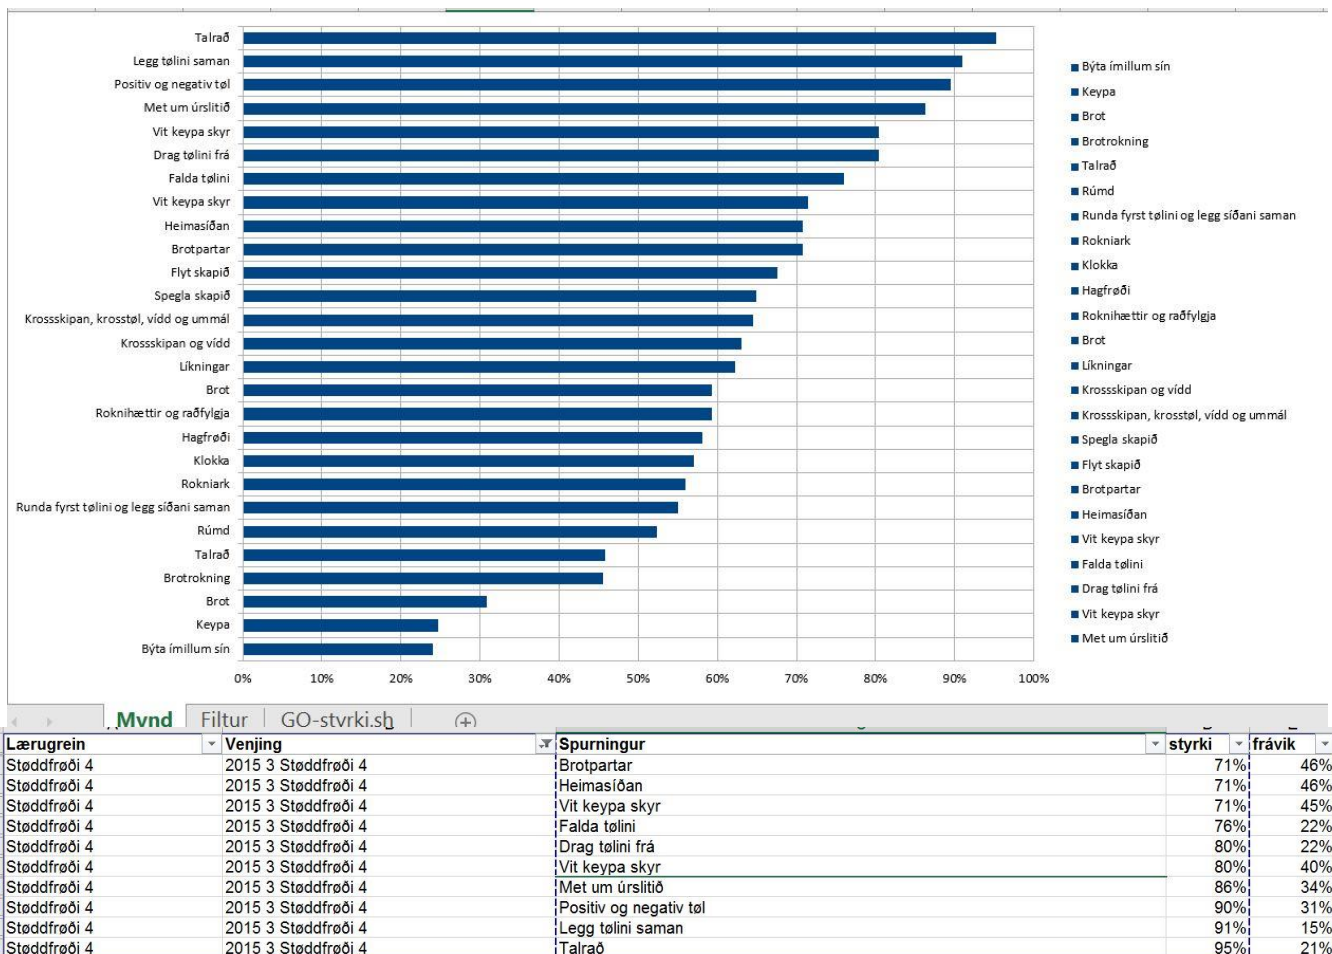 Talrað
Legg tølini saman
Positiv og negativ tøl
Met um úrslitið
Vit keypa skyr
Drag tølini frá
Falda tølini
Vit keypa skyr
Heimasíðan
Brotpartar
Flyt skapið
Spegla skapið
Krossskipan, krosstøl, vídd og ummál
Krossskipan og vídd
Líkningar
Brot
Roknihættir og raðfylgja
Hagfrøði
Klokka
Rokniark
Runda fyrst tølini og legg síðani saman
Rúmd
Talrað
Brotrokning
Brot
Keypa
Býta ímillum sín
0% 10% 20% 30% 40% 50% 60% 70% 80% 90% 100%
Býta ímillum sín
Keypa
Brot
Brotrokning
Talrað
Rúmd
Runda fyrst tølini og legg síðani saman
Rokniark
Klokka
Hagfrøði
Roknihættir og raðfylgja
Brot
Líkningar
Krossskipan og vídd
Krossskipan, krosstøl, vídd og ummál
Spegla skapið
Flyt skapið
Brotpartar
Heimasíðan
Vit keypa skyr
Falda tølini
Drag tølini frá
Vit keypa skyr
Met um úrslitið
Mynd Filtur GO-styrki.sh
Lærugrein Venjing Spurningur styrki frávik
Støddfrøði 4 2015 3 Støddfrøði 4 Brotpartar 71% 46%
Støddfrøði 4 2015 3 Støddfrøði 4 Heimasíðan 71% 46%
Støddfrøði 4 2015 3 Støddfrøði 4 Vit keypa skyr 71% 45%
Støddfrøði 4 2015 3 Støddfrøði 4 Falda tølini 76% 22%
Støddfrøði 4 2015 3 Støddfrøði 4 Drag tølini frá 80% 22%
Støddfrøði 4 2015 3 Støddfrøði 4 Vit keypa skyr 80% 40%
Støddfrøði 4 2015 3 Støddfrøði 4 Met um úrslitið 86% 34%
Støddfrøði 4 2015 3 Støddfrøði 4 Positiv og negativ tøl 90% 31%
Støddfrøði 4 2015 3 Støddfrøði 4 Legg tølini saman 91% 15%
Støddfrøði 4 2015 3 Støddfrøði 4 Talrað 95% 21%